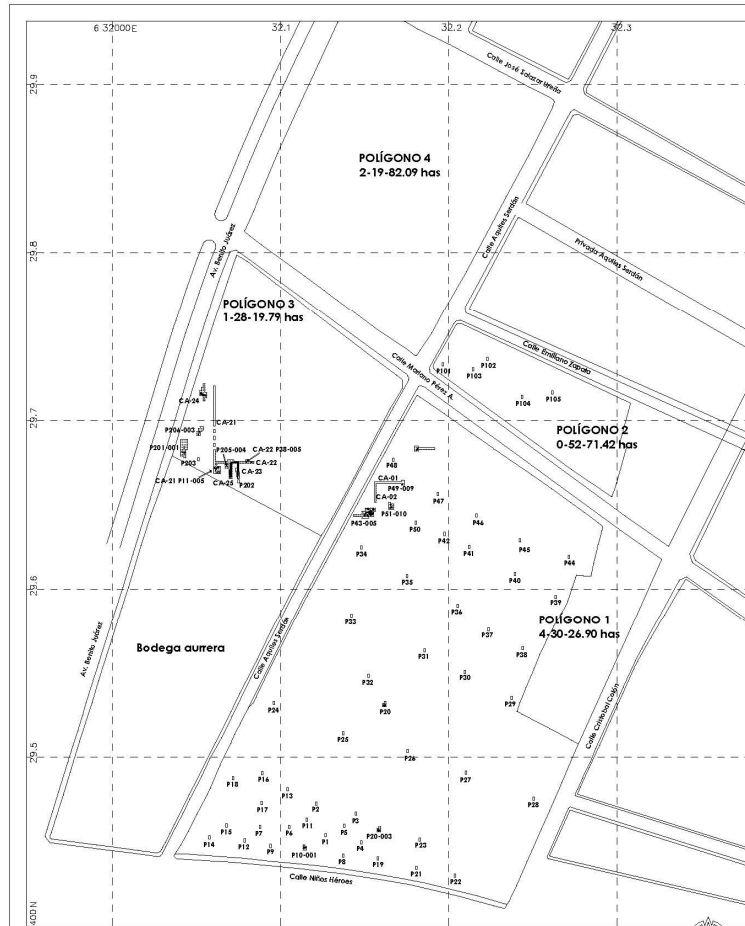 6 32000E
32.1
32.2
32.3
29.9
Calle José Salazar Ureña
POLÍGONO 4
2-19-82.09 has
Calle Aquiles Serdán
29.8
Av. Benito Juárez
Privada Aquiles Serdán
POLÍGONO 3
1-28-19.79 has
Calle Mariano Pérez A.
Calle Emiliano Zapata
P101
P102
P103
P104
P105
CA-24
29.7
CA-21
POLÍGONO 2
0-52-71.42 has
P206-003
P201-001
P205-004
CA-22 P38-005
CA-22
P203
CA-23
CA-21 P11-005
CA-25
P202
P48
CA-01
P49-009
CA-02
P47
P51-010
P43-005
P50
P46
P42
P34
P41
P45
P44
29.6
P35
P40
P39
P36
POLÍGONO 1
4-30-26.90 has
P33
P37
Bodega aurrera
Calle Aquiles Serdán
Av. Benito Juárez
P31
P38
P32
P30
P24
P20
P29
Calle Cristobal Colón
P25
29.5
P26
P18
P16
P27
P13
P28
P17
P2
P15
P11
P3
P7
P6
P5
P20-003
P14
P12
P1
P4
P23
P9
P10-001
P8
P19
P21
P22
Calle Niños Héroes
400 N